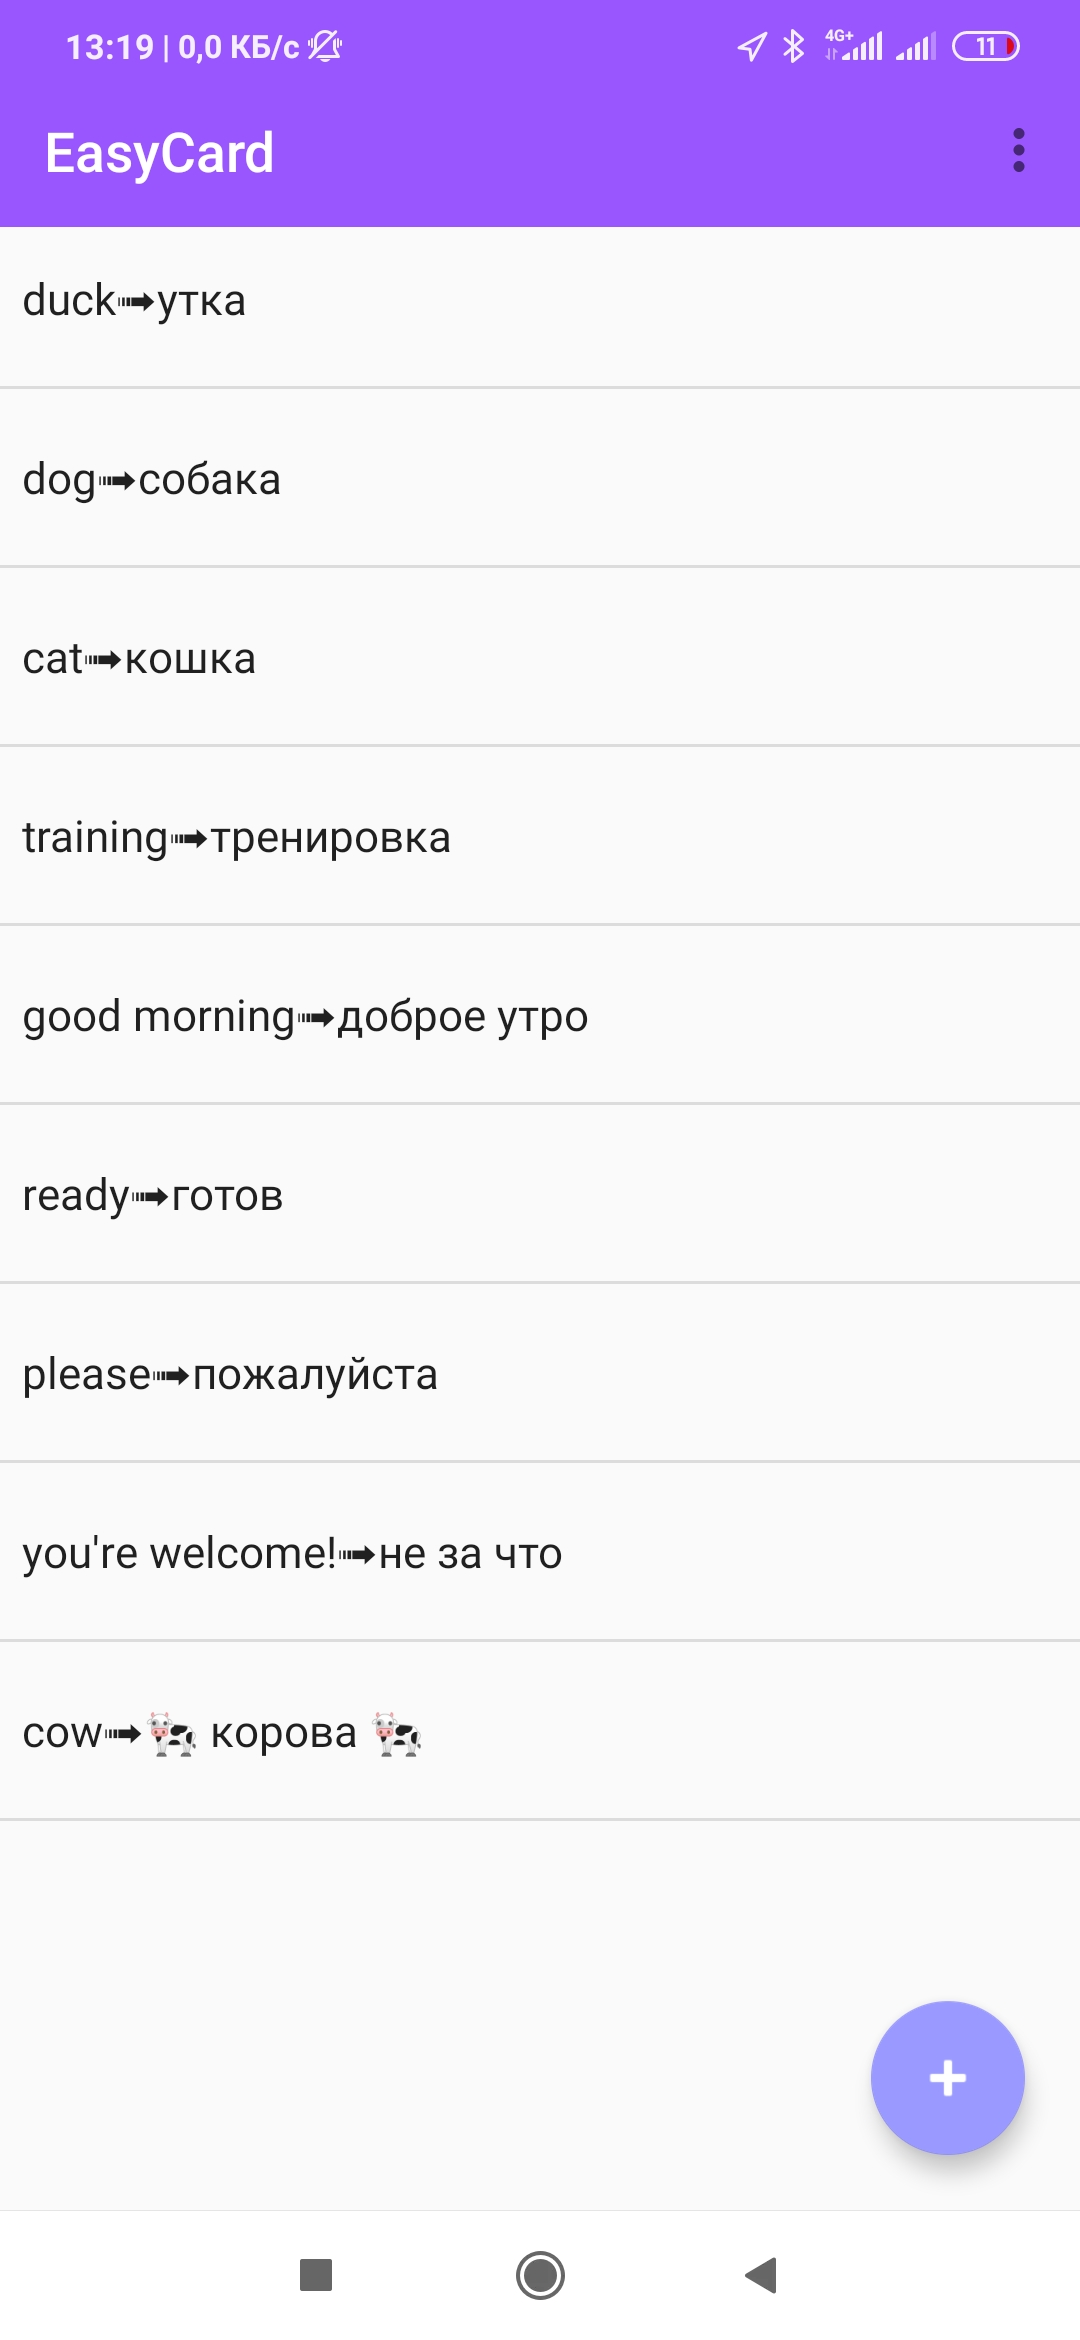 13:19 | 0,0 КБ/с 4G+ 11
EasyCard
duck➟утка
dog➟собака
cat➟кошка
training➟тренировка
good morning➟доброе утро
ready➟готов
please➟пожалуйста
you're welcome!➟не за что
cow➟🐄 корова 🐄